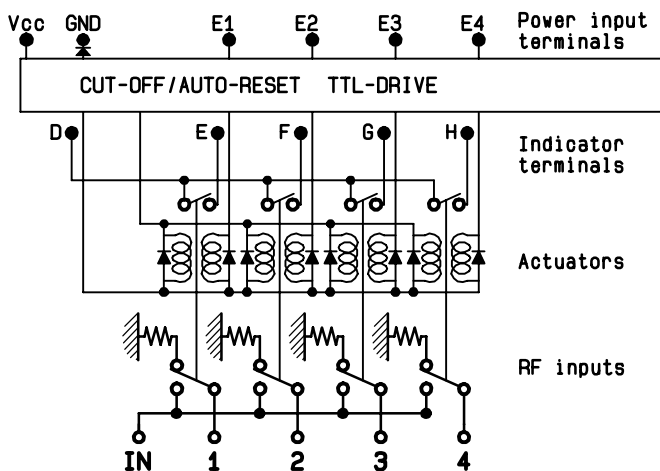 Vcc GND E1 E2 E3 E4 Power input
terminals
CUT-OFF/AUTO-RESET TTL-DRIVE
D E F G H Indicator
terminals
Actuators
RF inputs
IN 1 2 3 4